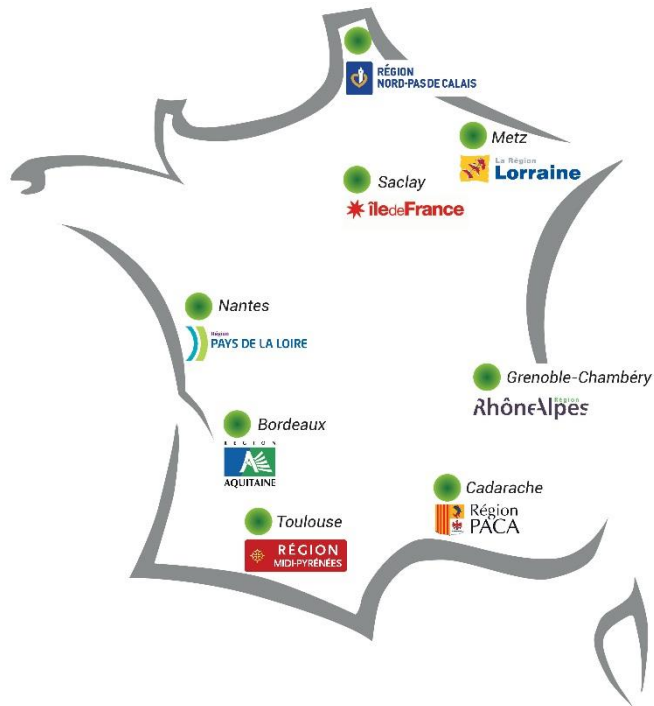 RÉGION
NORD-PAS DE CALAIS
Metz
La Région
Lorraine
Saclay
îledeFrance
Nantes
Région
PAYS DE LA LOIRE
Grenoble-Chambéry
Région
RhôneAlpes
Bordeaux
RÉGION
AQUITAINE
Cadarache
Région
PACA
Toulouse
RÉGION
MIDI-PYRÉNÉES